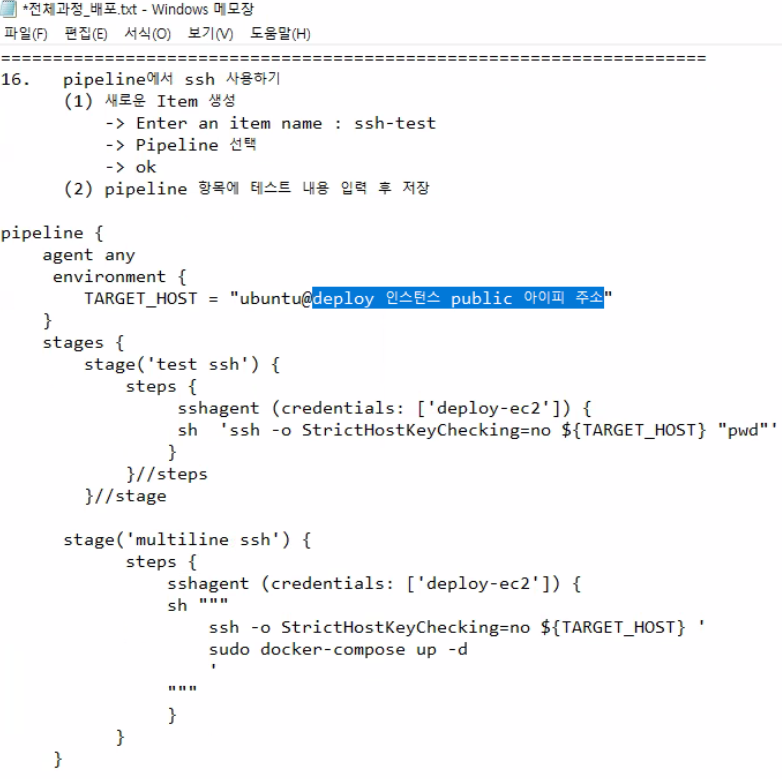 *전체과정_배포.txt - Windows 메모장
파일(F) 편집(E) 서식(O) 보기(V) 도움말(H)
====================================================================
16.   pipeline에서 ssh 사용하기
      (1) 새로운 Item 생성
          -> Enter an item name : ssh-test
          -> Pipeline 선택
          -> ok
      (2) pipeline 항목에 테스트 내용 입력 후 저장
pipeline {
    agent any
     environment {
        TARGET_HOST = "ubuntu@deploy 인스턴스 public 아이피 주소"
    }
    stages {
        stage('test ssh') {
            steps {
                 sshagent (credentials: ['deploy-ec2']) {
                 sh  'ssh -o StrictHostKeyChecking=no ${TARGET_HOST} "pwd"'
                }
            }//steps
        }//stage
      stage('multiline ssh') {
            steps {
                sshagent (credentials: ['deploy-ec2']) {
                sh """
                    ssh -o StrictHostKeyChecking=no ${TARGET_HOST} '
                    sudo docker-compose up -d
                    '
                """
                }
           }
     }